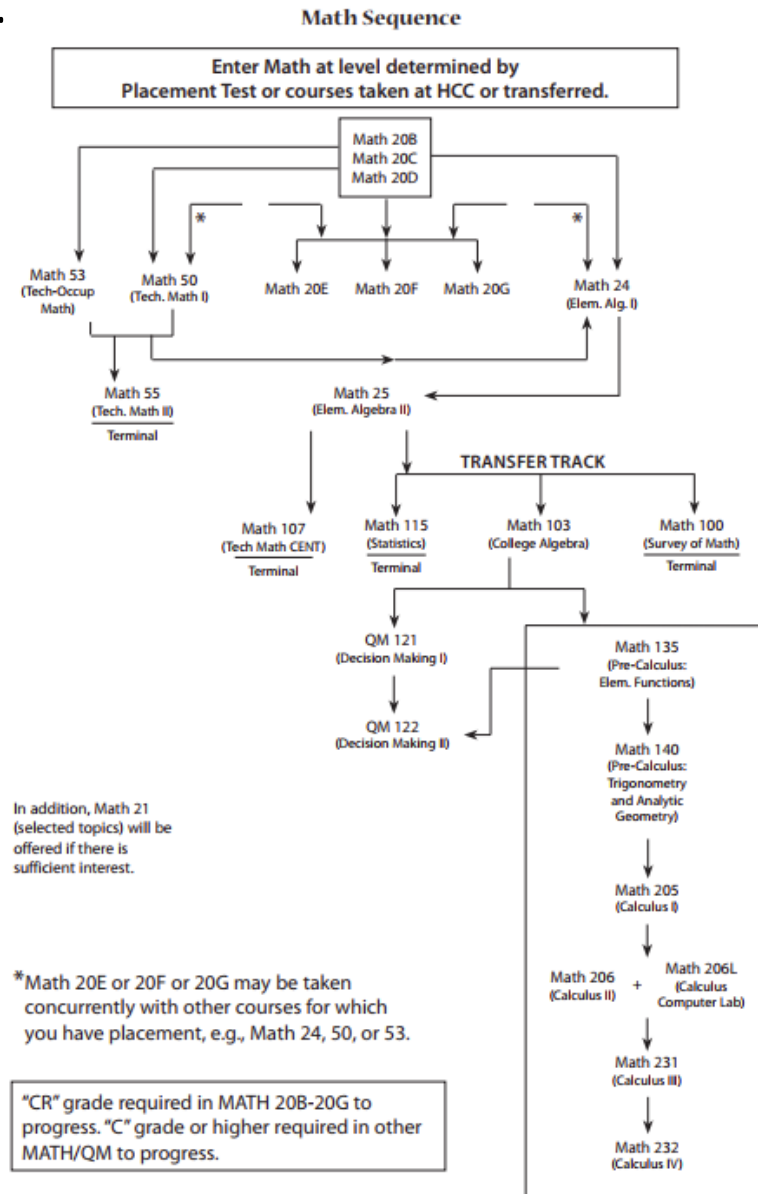 Math Sequence
Enter Math at level determined by
Placement Test or courses taken at HCC or transferred.
Math 20B
Math 20C
Math 20D
*
*
Math 53
(Tech-Occup
Math)
Math 50
(Tech. Math I)
Math 20E
Math 20F
Math 20G
Math 24
(Elem. Alg. I)
Math 55
(Tech. Math II)
Terminal
Math 25
(Elem. Algebra II)
TRANSFER TRACK
Math 107
(Tech Math CENT)
Terminal
Math 115
(Statistics)
Terminal
Math 103
(College Algebra)
Math 100
(Survey of Math)
Terminal
QM 121
(Decision Making I)
QM 122
(Decision Making II)
Math 135
(Pre-Calculus:
Elem. Functions)
Math 140
(Pre-Calculus:
Trigonometry
and Analytic
Geometry)
Math 205
(Calculus I)
Math 206
(Calculus II)
+
Math 206L
(Calculus
Computer Lab)
Math 231
(Calculus III)
Math 232
(Calculus IV)
In addition, Math 21
(selected topics) will be
offered if there is
sufficient interest.
*Math 20E or 20F or 20G may be taken
concurrently with other courses for which
you have placement, e.g., Math 24, 50, or 53.
"CR" grade required in MATH 20B-20G to
progress. "C" grade or higher required in other
MATH/QM to progress.